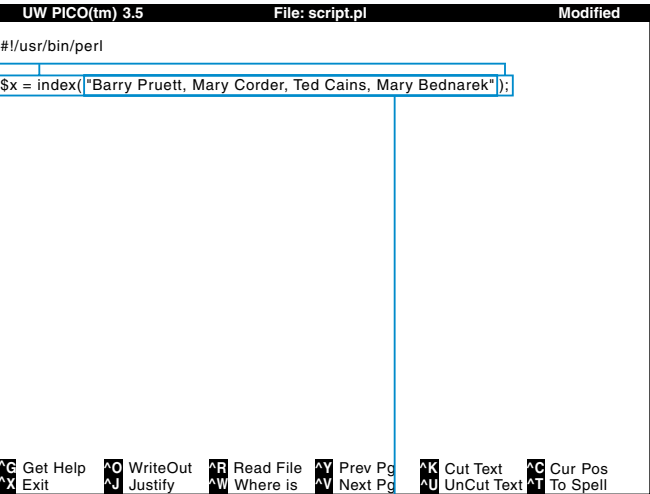 UW PICO(tm) 3.5 File: script.pl Modified
#!/usr/bin/perl
$x = index("Barry Pruett, Mary Corder, Ted Cains, Mary Bednarek");
^G Get Help ^O WriteOut ^R Read File ^Y Prev Pg ^K Cut Text ^C Cur Pos
^X Exit ^J Justify ^W Where is ^V Next Pg ^U UnCut Text ^T To Spell